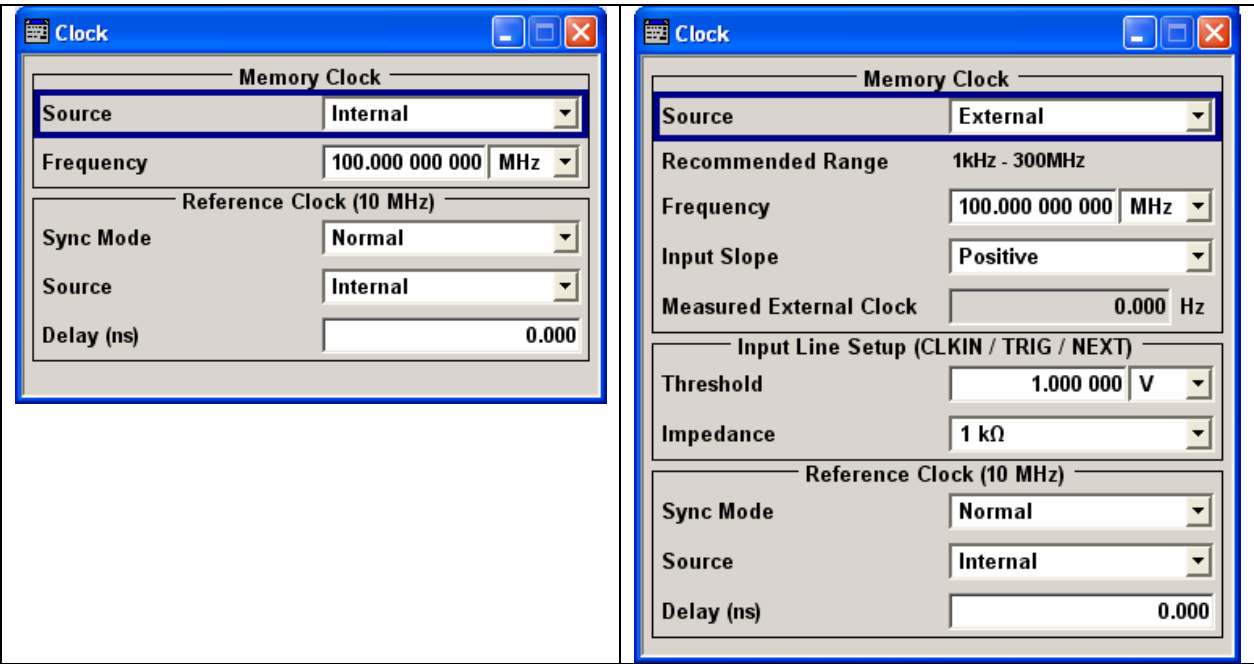 Clock
Memory Clock
Source Internal
Frequency 100.000 000 000 MHz
Reference Clock (10 MHz)
Sync Mode Normal
Source Internal
Delay (ns) 0.000
Clock
Memory Clock
Source External
Recommended Range 1kHz - 300MHz
Frequency 100.000 000 000 MHz
Input Slope Positive
Measured External Clock 0.000 Hz
Input Line Setup (CLKIN / TRIG / NEXT)
Threshold 1.000 000 V
Impedance 1 kΩ
Reference Clock (10 MHz)
Sync Mode Normal
Source Internal
Delay (ns) 0.000